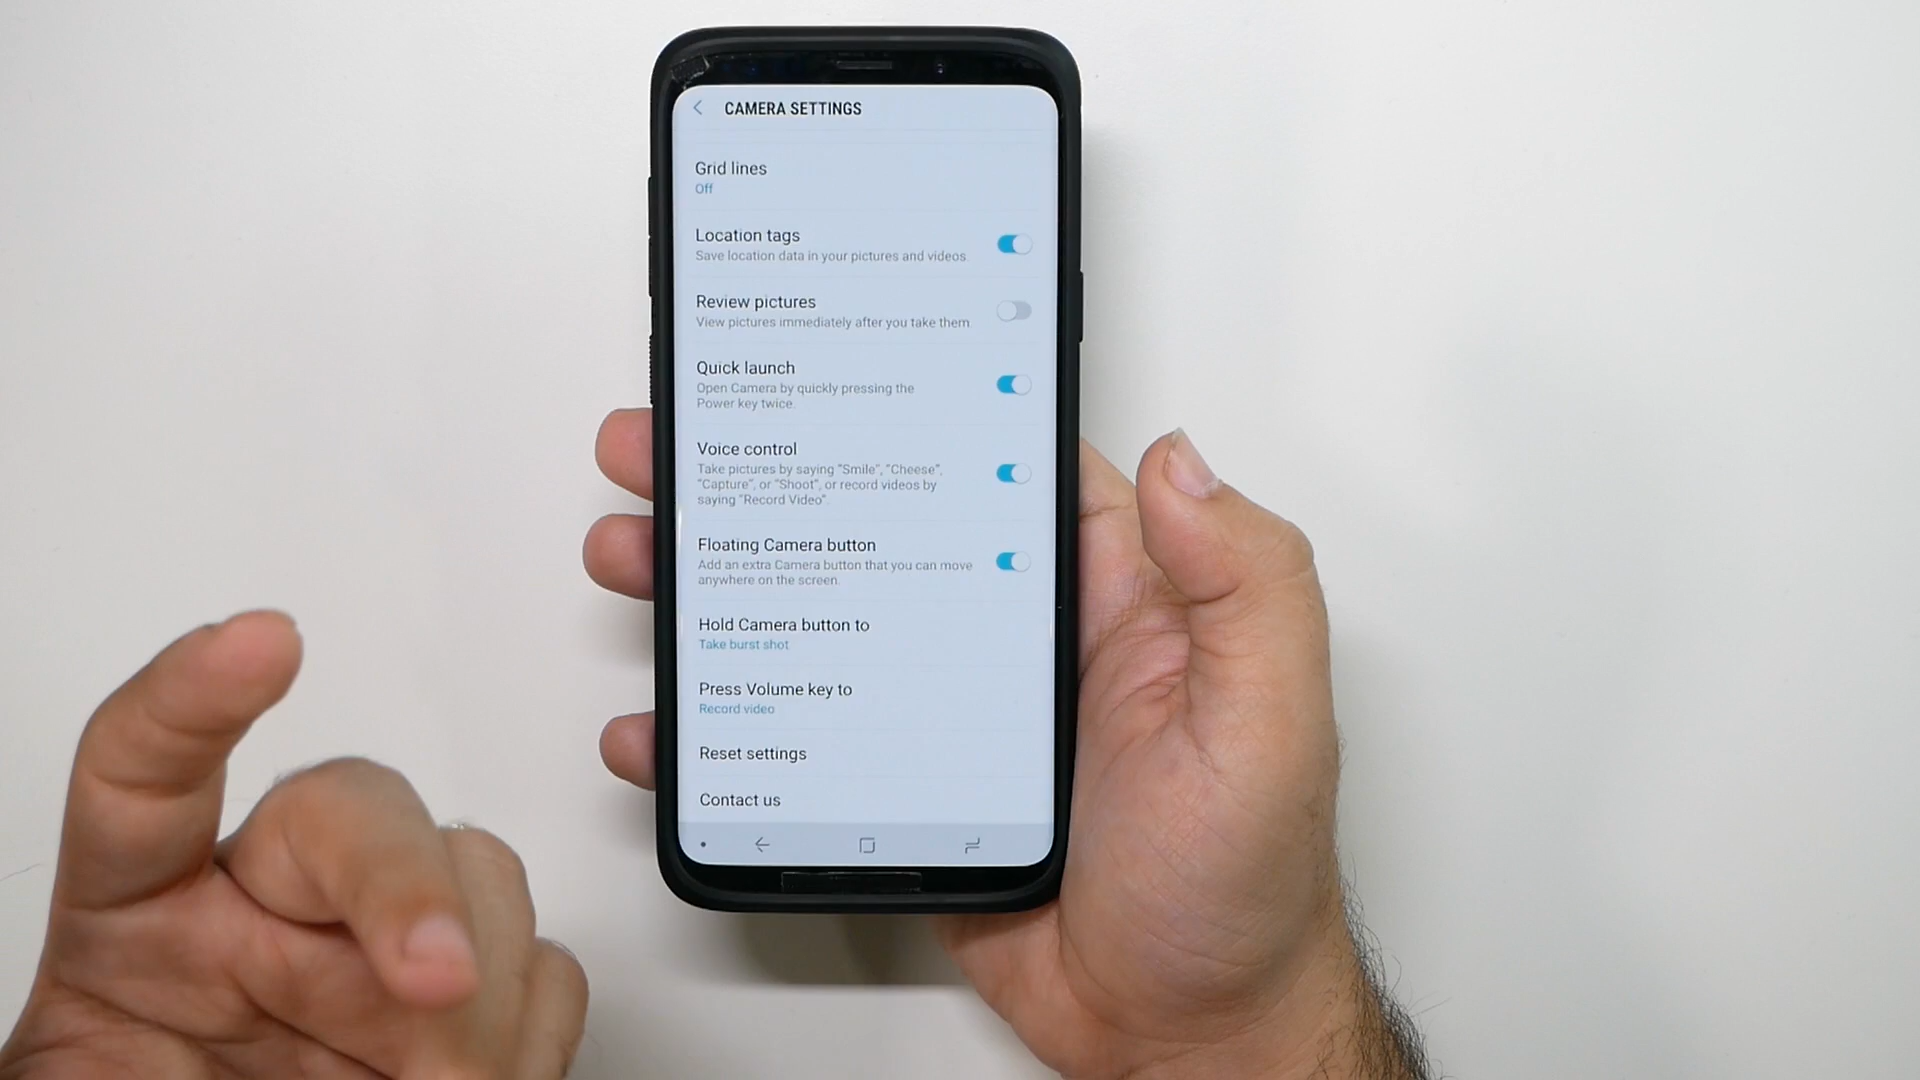 CAMERA SETTINGS
Grid lines
Off
Location tags
Save location data in your pictures and videos.
Review pictures
View pictures immediately after you take them.
Quick launch
Open Camera by quickly pressing the
Power key twice.
Voice control
Take pictures by saying "Smile", "Cheese",
"Capture", or "Shoot", or record videos by
saying "Record Video".
Floating Camera button
Add an extra Camera button that you can move
anywhere on the screen.
Hold Camera button to
Take burst shot
Press Volume key to
Record video
Reset settings
Contact us